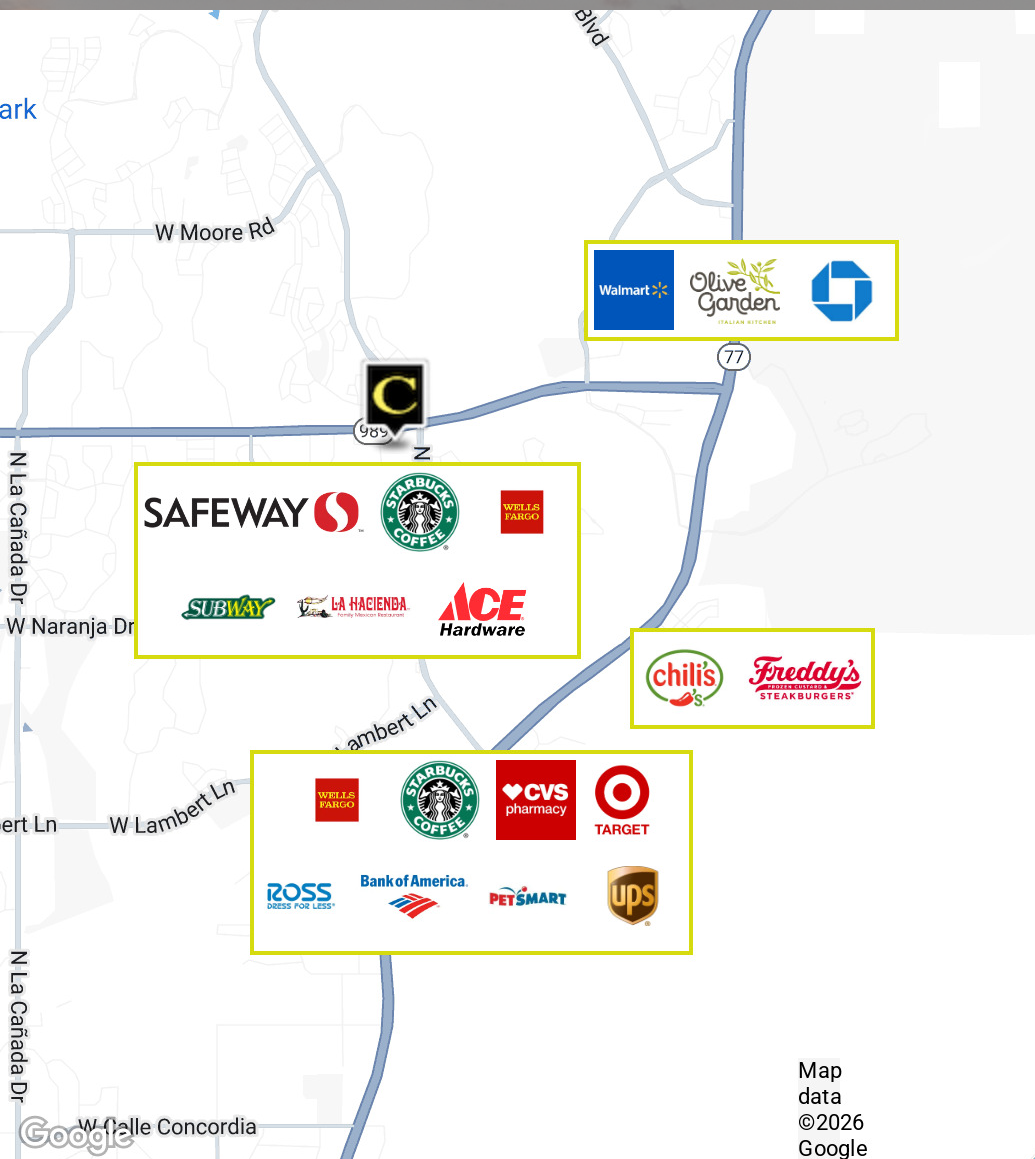 Blvd
ark
W Moore Rd
Walmart
Olive
Garden
ITALIAN KITCHEN
77
C
989
N
N La Cañada Dr
SAFEWAY
STARBUCKS
COFFEE
WELLS
FARGO
SUBWAY
LA HACIENDA
Family Mexican Restaurant
ACE
Hardware
W Naranja Dr
chili's
's
Freddy's
FROZEN CUSTARD &
STEAKBURGERS
Lambert Ln
WELLS
FARGO
STARBUCKS
COFFEE
CVS
pharmacy
TARGET
W Lambert Ln
ert Ln
ROSS
DRESS FOR LESS
Bank of America
PETSMART
ups
N La Cañada Dr
W Calle Concordia
Google
Map
data
©2026
Google